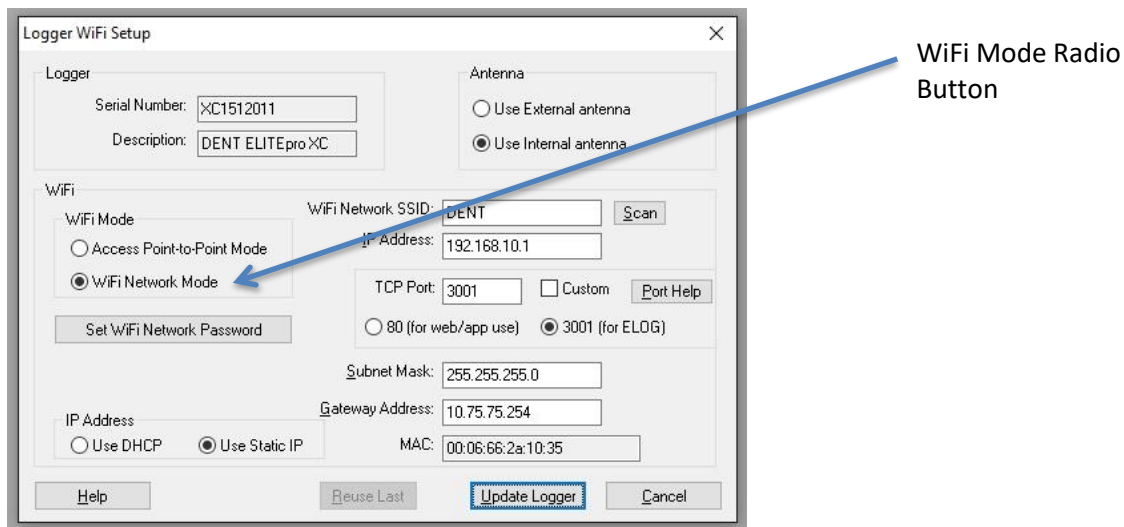 Logger WiFi Setup
WiFi Mode Radio
Button
Logger
Serial Number: XC1512011
Description: DENT ELITEpro XC
Antenna
Use External antenna
Use Internal antenna
WiFi
WiFi Mode
Access Point-to-Point Mode
WiFi Network Mode
Set WiFi Network Password
WiFi Network SSID: DENT Scan
IP Address: 192.168.10.1
TCP Port: 3001 Custom Port Help
80 (for web/app use) 3001 (for ELOG)
Subnet Mask: 255.255.255.0
Gateway Address: 10.75.75.254
MAC: 00:06:66:2a:10:35
IP Address
Use DHCP Use Static IP
Help Reuse Last Update Logger Cancel